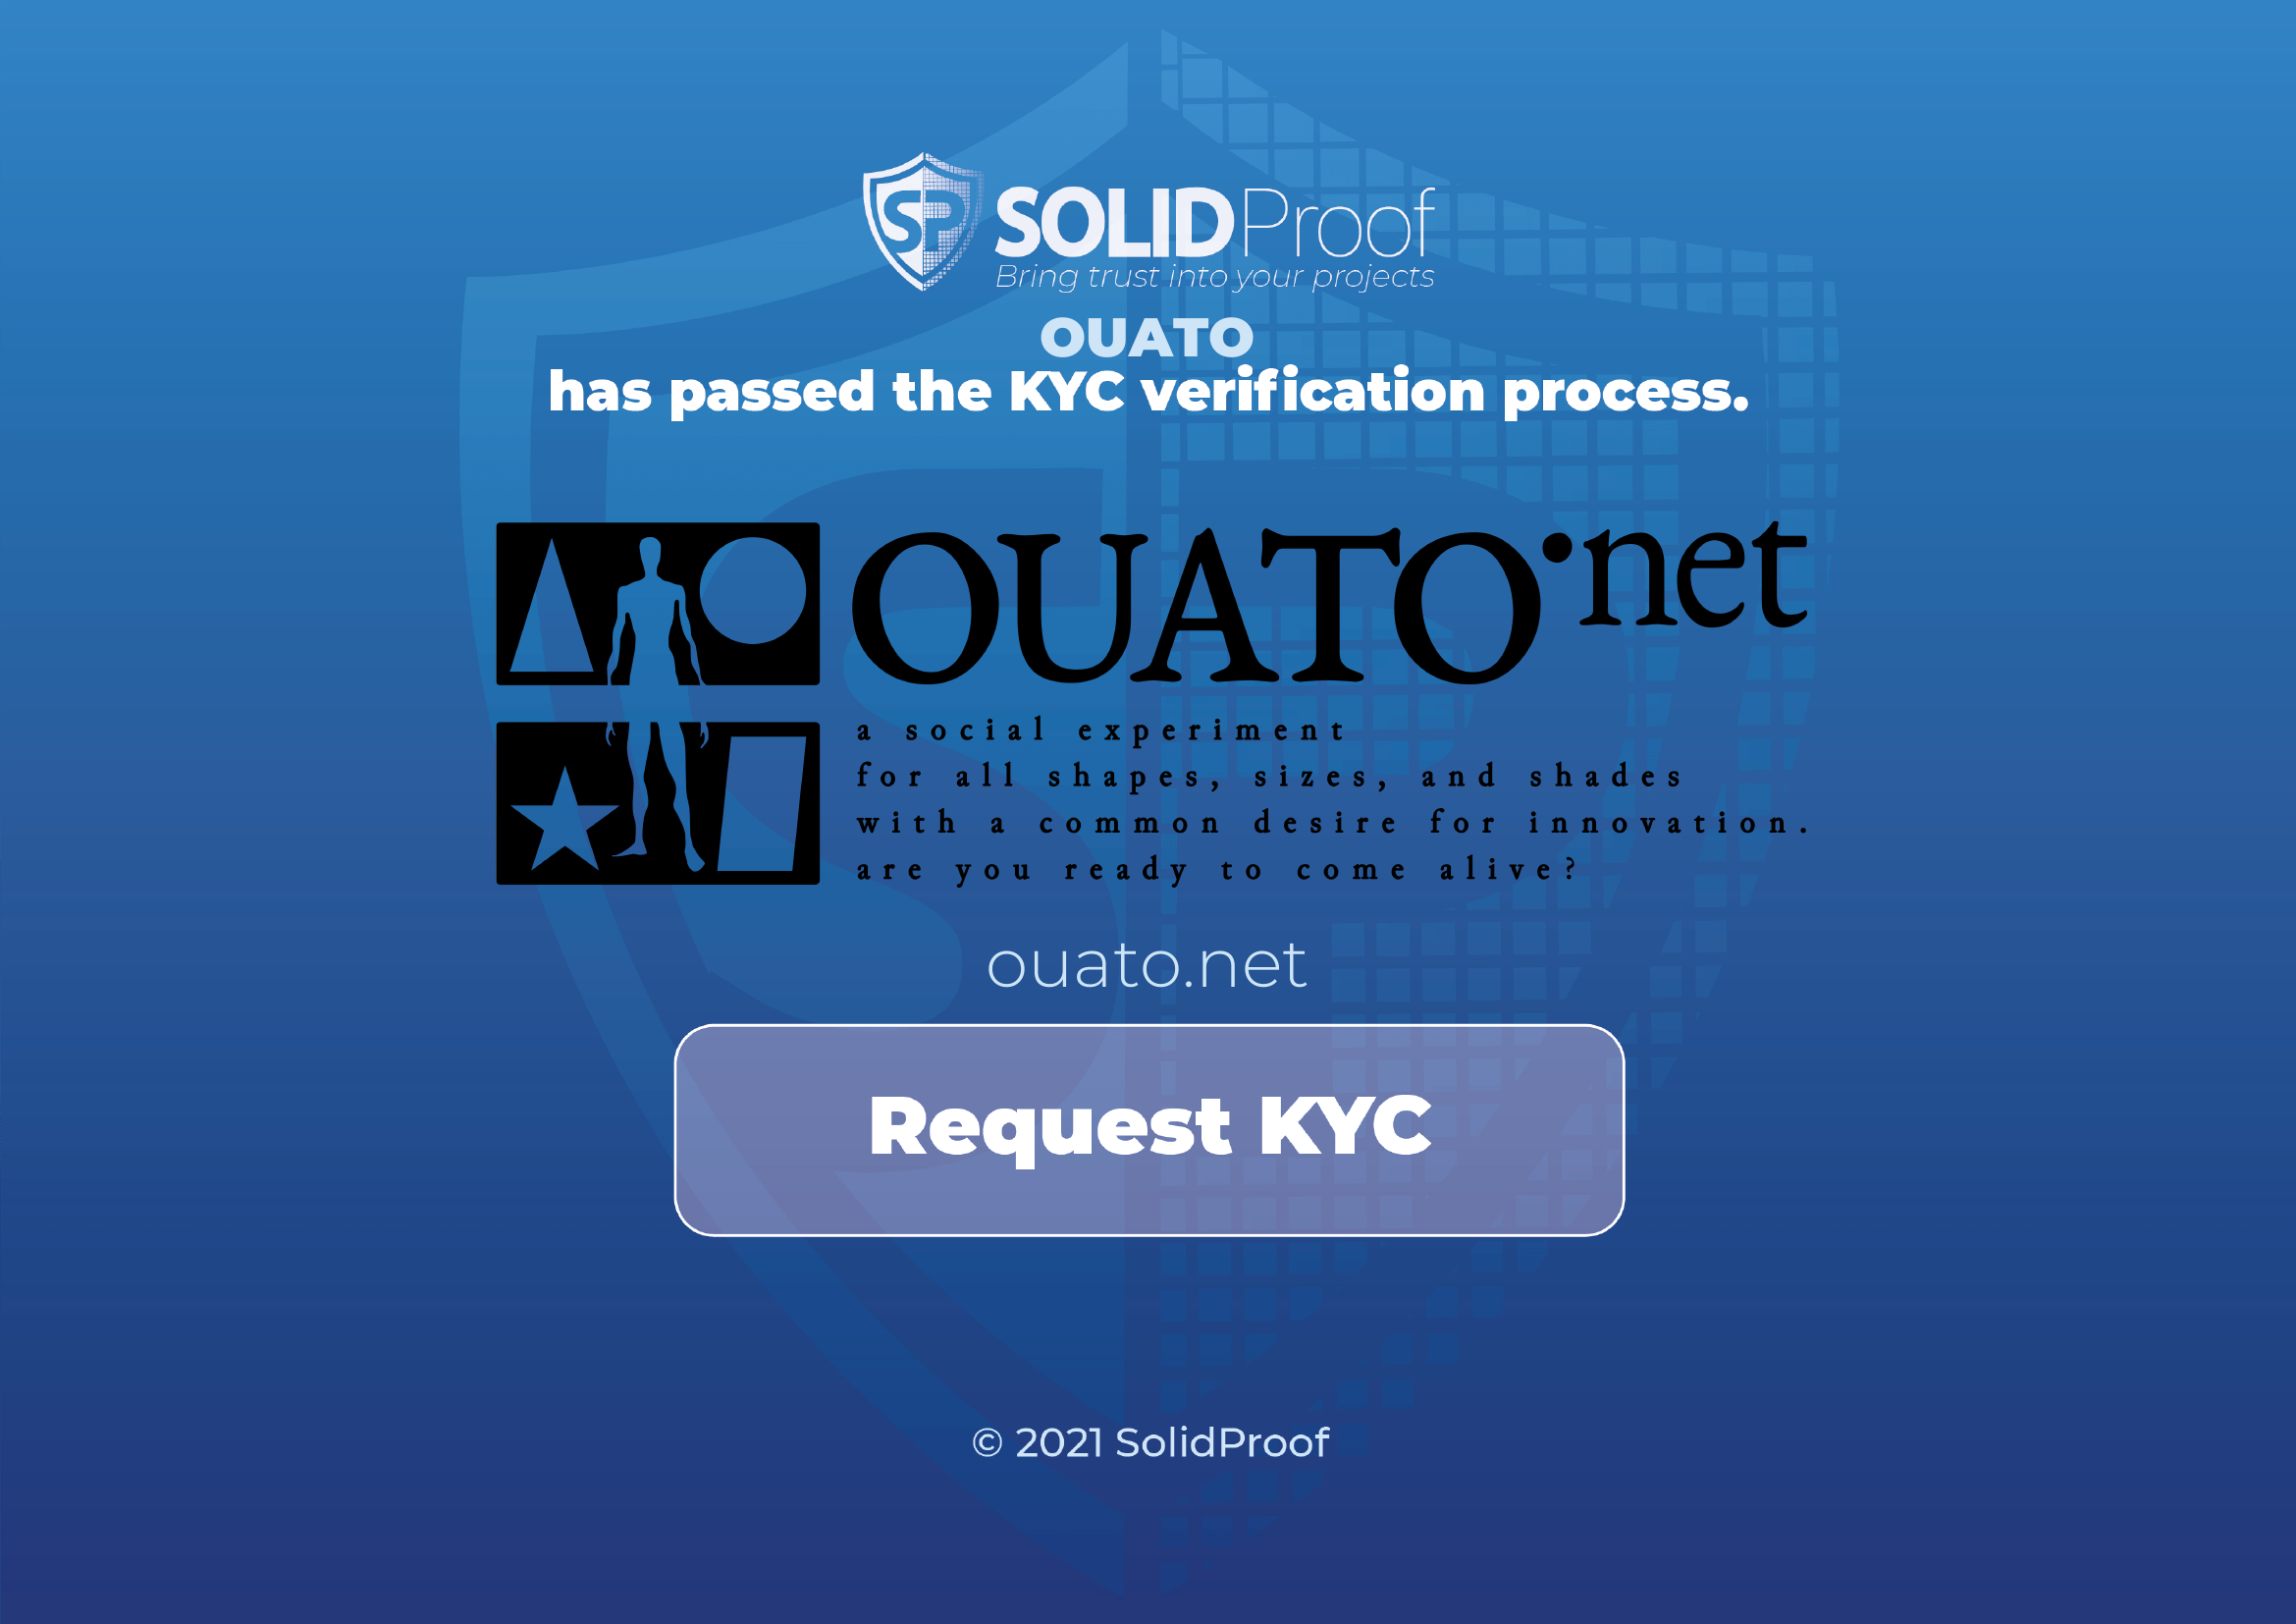 SP SOLIDProof
Bring trust into your projects
OUATO
has passed the KYC verification process.
OUATO•net
a social experiment
for all shapes, sizes, and shades
with a common desire for innovation.
are you ready to come alive?
ouato.net
Request KYC
© 2021 SolidProof